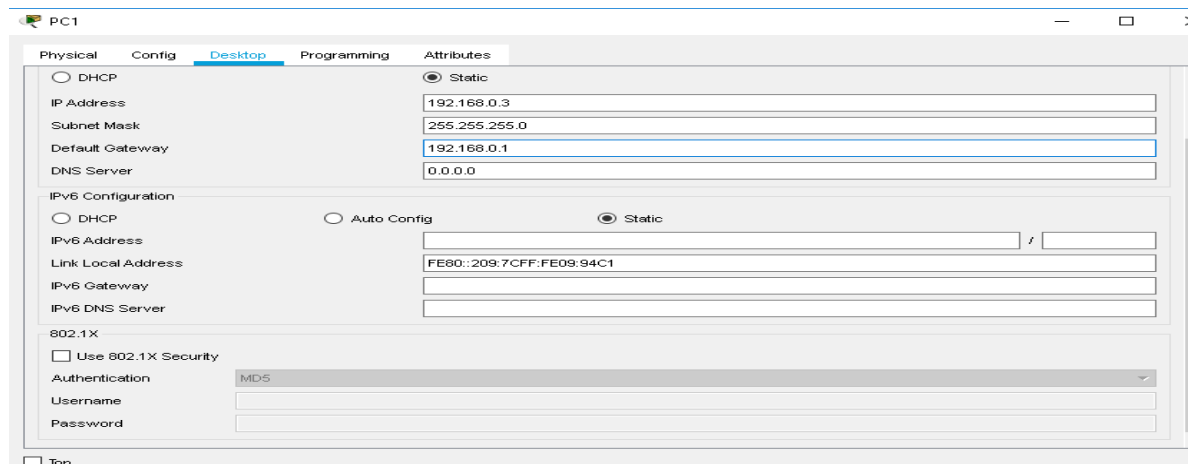 PC1
Physical Config Desktop Programming Attributes
DHCP Static
IP Address 192.168.0.3
Subnet Mask 255.255.255.0
Default Gateway 192.168.0.1
DNS Server 0.0.0.0
IPv6 Configuration
DHCP Auto Config Static
IPv6 Address /
Link Local Address FE80::209:7CFF:FE09:94C1
IPv6 Gateway
IPv6 DNS Server
802.1X
Use 802.1X Security
Authentication MD5
Username
Password
Top